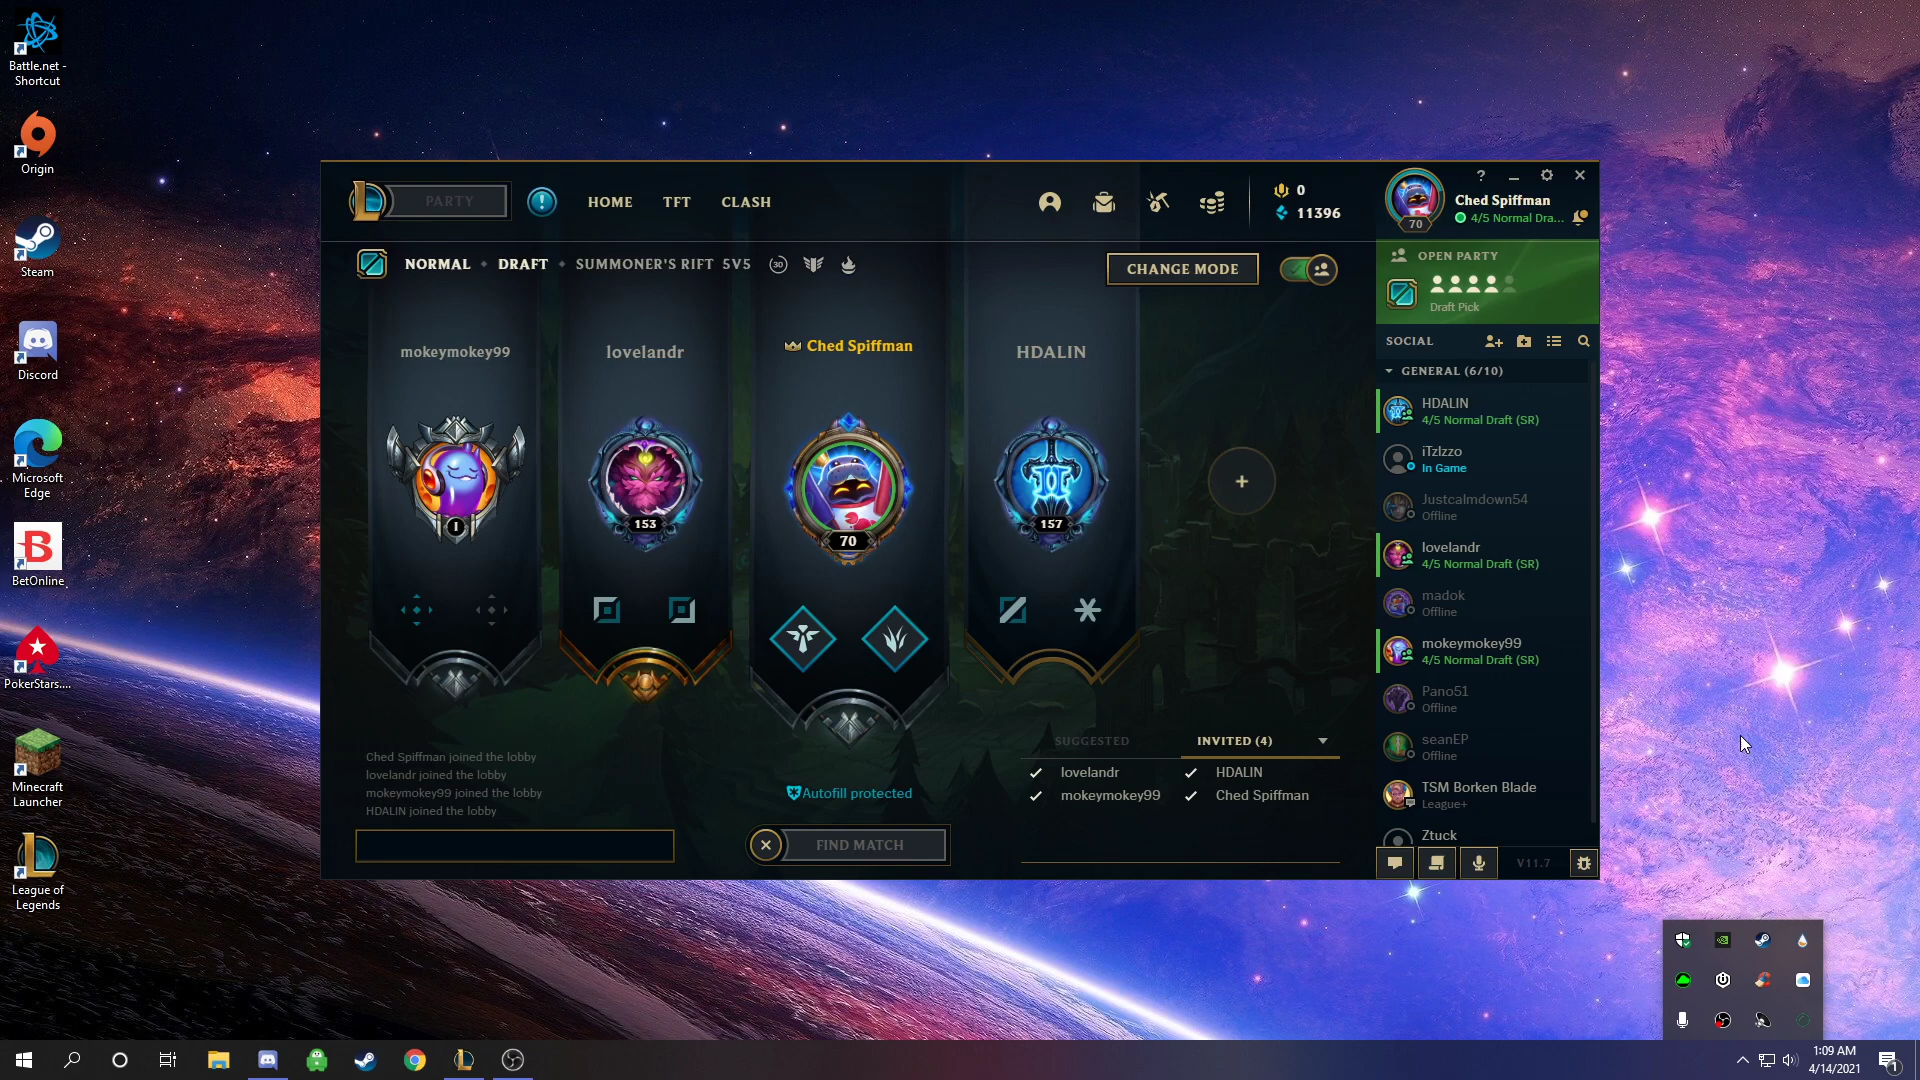 Battle.net -
Shortcut
Origin
Steam
Discord
Microsoft
Edge
BetOnline
PokerStars....
Minecraft
Launcher
League of
Legends
PARTY
HOME
TFT
CLASH
0
11396
?
Ched Spiffman
4/5 Normal Dra...
70
NORMAL • DRAFT • SUMMONER'S RIFT 5V5
30
CHANGE MODE
OPEN PARTY
Draft Pick
SOCIAL
GENERAL (6/10)
HDALIN
4/5 Normal Draft (SR)
iTzIzzo
In Game
Justcalmdown54
Offline
lovelandr
4/5 Normal Draft (SR)
madok
Offline
mokeymokey99
4/5 Normal Draft (SR)
Pano51
Offline
seanEP
Offline
TSM Borken Blade
League+
Ztuck
V11.7
mokeymokey99
I
lovelandr
153
Ched Spiffman
70
HDALIN
157
+
Ched Spiffman joined the lobby
lovelandr joined the lobby
mokeymokey99 joined the lobby
HDALIN joined the lobby
Autofill protected
FIND MATCH
SUGGESTED
INVITED (4)
lovelandr
HDALIN
mokeymokey99
Ched Spiffman
1:09 AM
4/14/2021
1